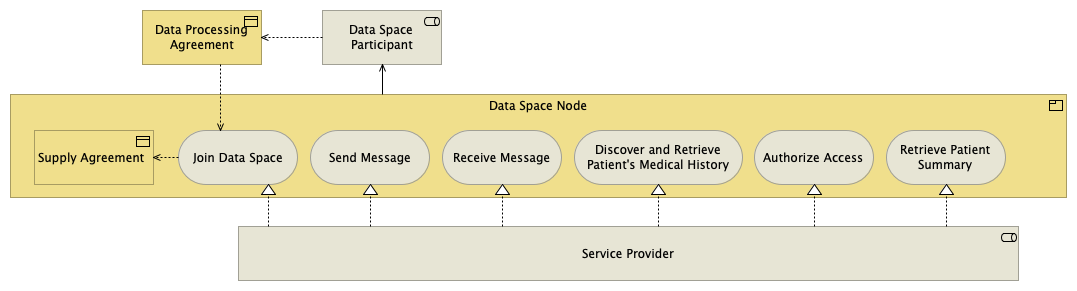 Data Processing
Agreement
Data Space
Participant
Data Space Node
Supply Agreement
Join Data Space
Send Message
Receive Message
Discover and Retrieve
Patient's Medical History
Authorize Access
Retrieve Patient
Summary
Service Provider